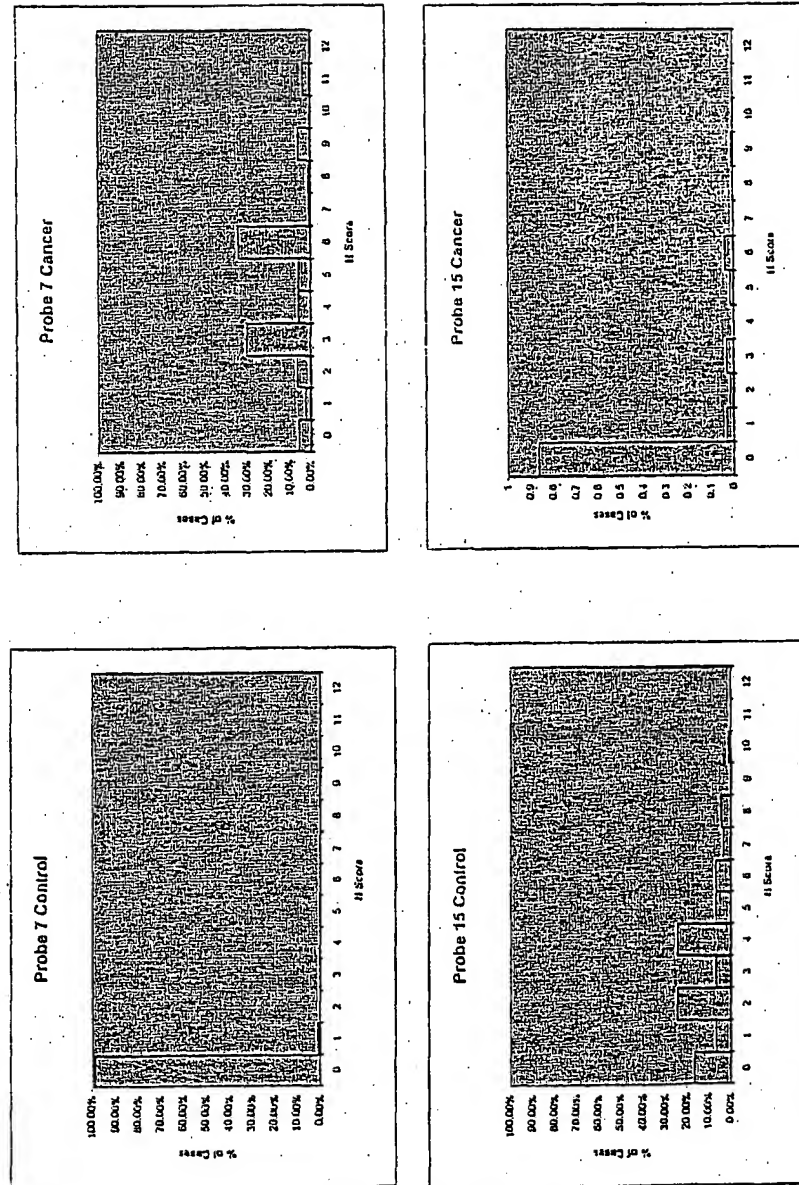 Probe 7 Control
% of Cases
100.00%
90.00%
80.00%
70.00%
60.00%
50.00%
40.00%
30.00%
20.00%
10.00%
0.00%
0 1 2 3 4 5 6 7 8 9 10 11 12
H Score
Probe 7 Cancer
% of Cases
100.00%
90.00%
80.00%
70.00%
60.00%
50.00%
40.00%
30.00%
20.00%
10.00%
0.00%
0 1 2 3 4 5 6 7 8 9 10 11 12
H Score
Probe 15 Control
% of Cases
100.00%
90.00%
80.00%
70.00%
60.00%
50.00%
40.00%
30.00%
20.00%
10.00%
0.00%
0 1 2 3 4 5 6 7 8 9 10 11 12
H Score
Probe 15 Cancer
% of Cases
1
0.9
0.8
0.7
0.6
0.5
0.4
0.3
0.2
0.1
0
0 1 2 3 4 5 6 7 8 9 10 11 12
H Score